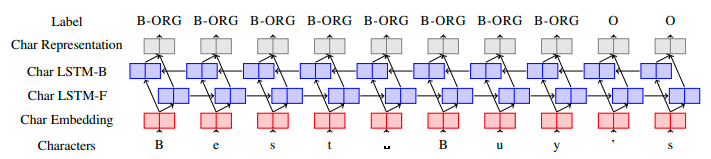 Label B-ORG B-ORG B-ORG B-ORG B-ORG B-ORG B-ORG B-ORG O O
Char Representation
Char LSTM-B
Char LSTM-F
Char Embedding
Characters B e s t ␣ B u y ' s